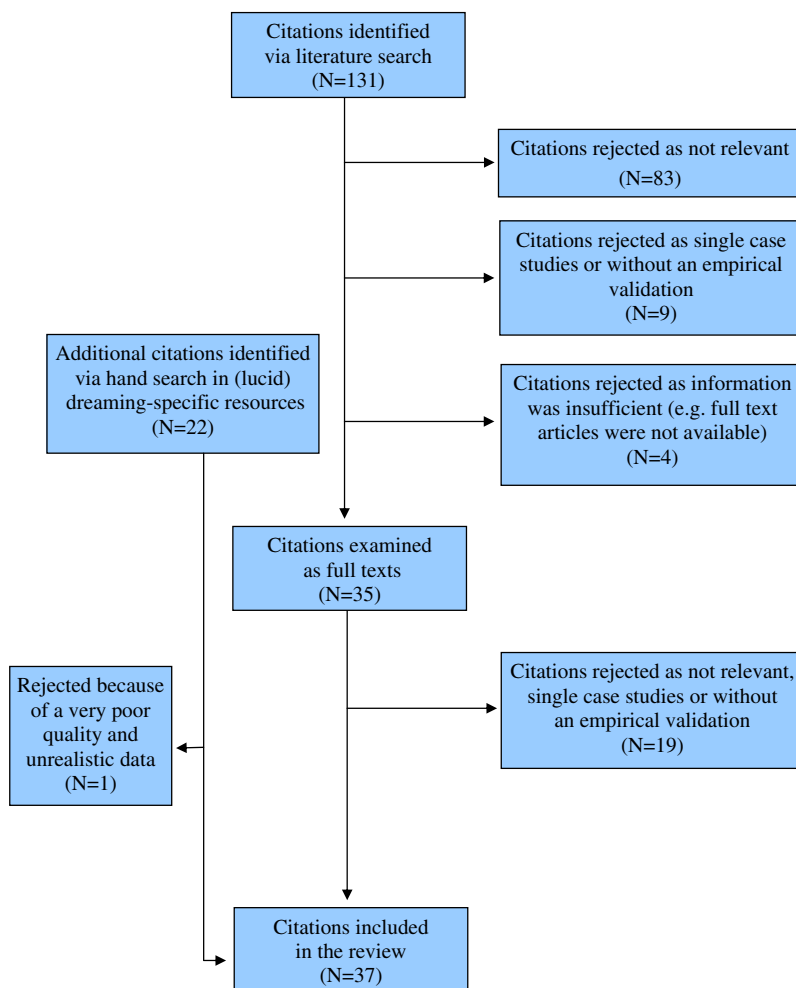 Citations identified
via literature search
(N=131)
Citations rejected as not relevant
(N=83)
Citations rejected as single case
studies or without an empirical
validation
(N=9)
Additional citations identified
via hand search in (lucid)
dreaming-specific resources
(N=22)
Citations rejected as information
was insufficient (e.g. full text
articles were not available)
(N=4)
Citations examined
as full texts
(N=35)
Citations rejected as not relevant,
single case studies or without
an empirical validation
(N=19)
Rejected because
of a very poor
quality and
unrealistic data
(N=1)
Citations included
in the review
(N=37)